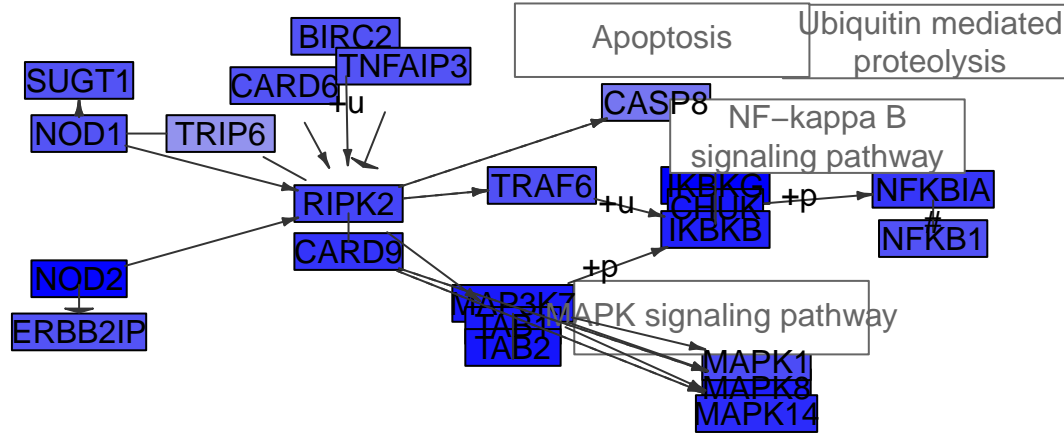 BIRC2
Apoptosis
Ubiquitin mediated
proteolysis
TNFAIP3
SUGT1
CARD6
+u
CASP8
NOD1
TRIP6
NF−kappa B
signaling pathway
RIPK2
TRAF6
+u
IKBKG
CHUK
IKBKB
+p
NFKBIA
#
NFKB1
CARD9
NOD2
+p
ERBB2IP
MAP3K7
TAB1
TAB2
MAPK signaling pathway
MAPK1
MAPK8
MAPK14